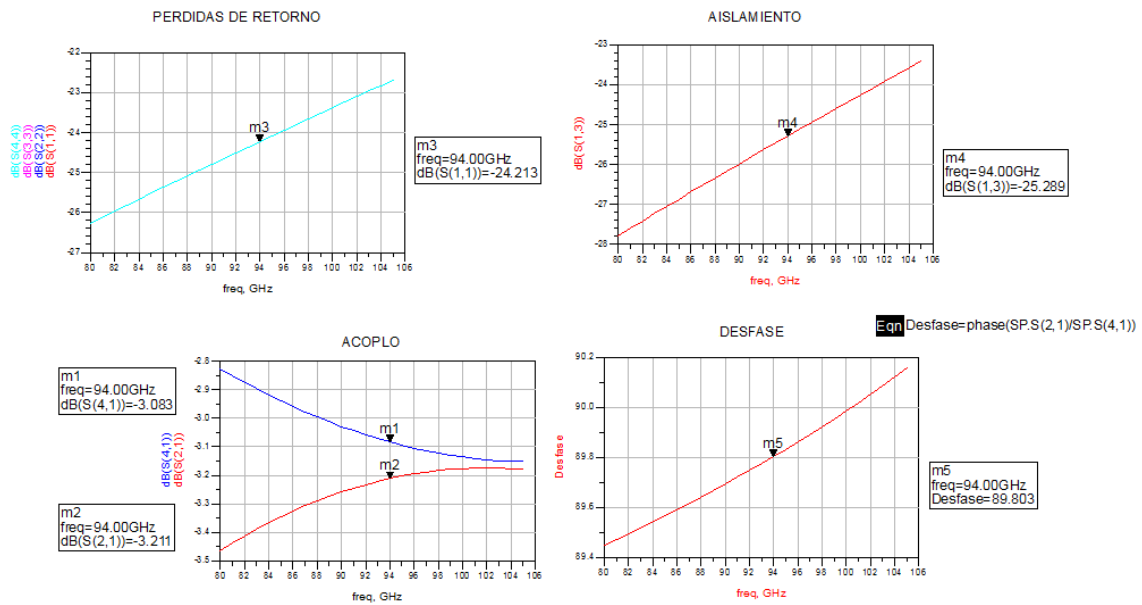 PERDIDAS DE RETORNO
-22
-23
-24
-25
-26
-27
dB(S(4,4))
dB(S(3,3))
dB(S(2,2))
dB(S(1,1))
m3
80 82 84 86 88 90 92 94 96 98 100 102 104 106
freq, GHz
m3
freq=94.00GHz
dB(S(1,1))=-24.213
AISLAMIENTO
-23
-24
-25
-26
-27
-28
dB(S(1,3))
m4
80 82 84 86 88 90 92 94 96 98 100 102 104 106
freq, GHz
m4
freq=94.00GHz
dB(S(1,3))=-25.289
ACOPLO
m1
freq=94.00GHz
dB(S(4,1))=-3.083
m2
freq=94.00GHz
dB(S(2,1))=-3.211
-2.8
-2.9
-3.0
-3.1
-3.2
-3.3
-3.4
-3.5
dB(S(4,1))
dB(S(2,1))
m1
m2
80 82 84 86 88 90 92 94 96 98 100 102 104 106
freq, GHz
DESFASE
Eqn Desfase=phase(SP.S(2,1)/SP.S(4,1))
90.2
90.0
89.8
89.6
89.4
Desfase
m5
80 82 84 86 88 90 92 94 96 98 100 102 104 106
freq, GHz
m5
freq=94.00GHz
Desfase=89.803